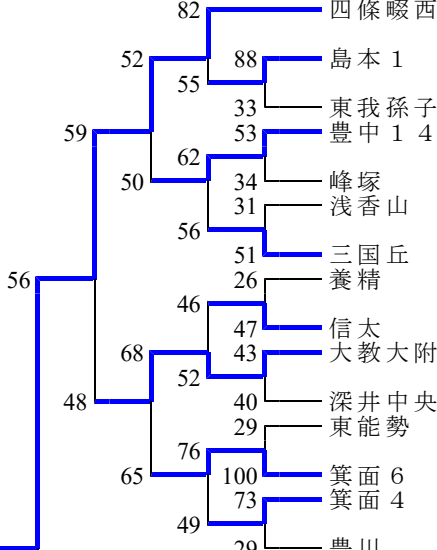 82 四條畷西
52 88 島本１
55
33 東我孫子
59 53 豊中１４
62
50 34 峰塚
31 浅香山
56
51 三国丘
56 26 養精
46
47 信太
68 43 大教大附
52
48 40 深井中央
29 東能勢
76
65 100 箕面６
73 箕面４
49
29 豊川